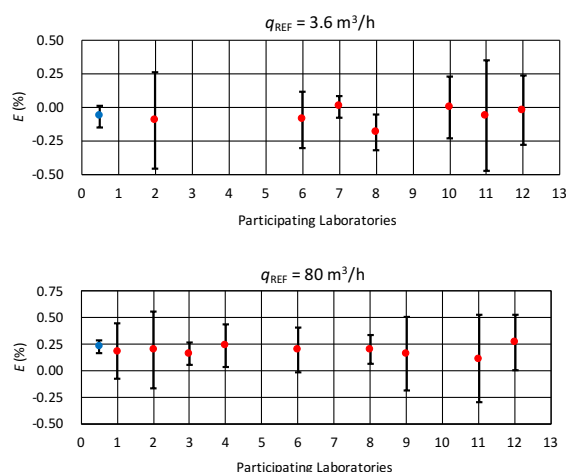 q_REF = 3.6 m³/h
0.50
0.25
0.00
-0.25
-0.50
E (%)
0 1 2 3 4 5 6 7 8 9 10 11 12 13
Participating Laboratories
q_REF = 80 m³/h
0.75
0.50
0.25
0.00
-0.25
-0.50
E (%)
0 1 2 3 4 5 6 7 8 9 10 11 12 13
Participating Laboratories